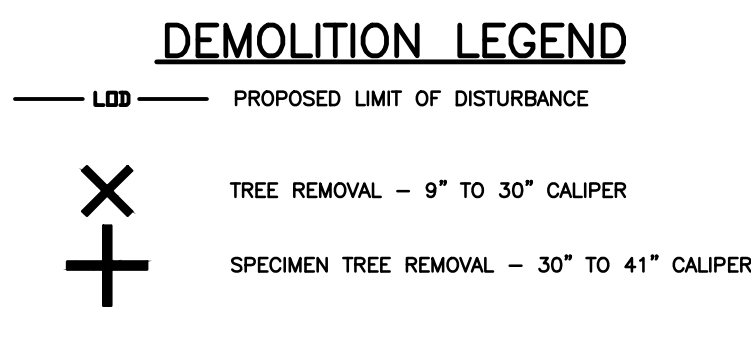 DEMOLITION LEGEND
LOD PROPOSED LIMIT OF DISTURBANCE
TREE REMOVAL – 9" TO 30" CALIPER
SPECIMEN TREE REMOVAL – 30" TO 41" CALIPER